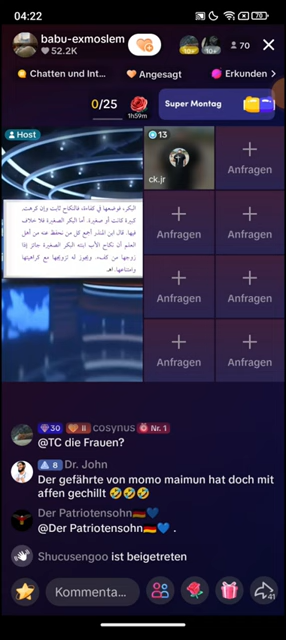 04:22
70
babu-exmoslem
52.2K
10+
10+
70
Chatten und Int...
Angesagt
Erkunden
0/25
1h59m
Super Montag
Host
13
ck.jr
Anfragen
Anfragen
Anfragen
Anfragen
Anfragen
Anfragen
Anfragen
البكر، فوضعها في كفاءة، فالنكاح ثابت وإن كرهت،
كبيرة كانت أو صغيرة. أما البكر الصغيرة فلا خلاف
فيها. قال ابن المنذر أجمع كل من نحفظ عنه من أهل
العلم أن نكاح الأب ابنته البكر الصغيرة جائز إذا
زوجها من كفء، ويجوز له تزويجها مع كراهيتها
وامتناعها. اهـ
30 II cosynus Nr. 1
@TC die Frauen?
8 Dr. John
Der gefährte von momo maimun hat doch mit
affen gechillt 🤣🤣🤣
Der Patriotensohn🇩🇪💙
@Der Patriotensohn🇩🇪💙 .
Shucusengoo ist beigetreten
Kommenta...
41